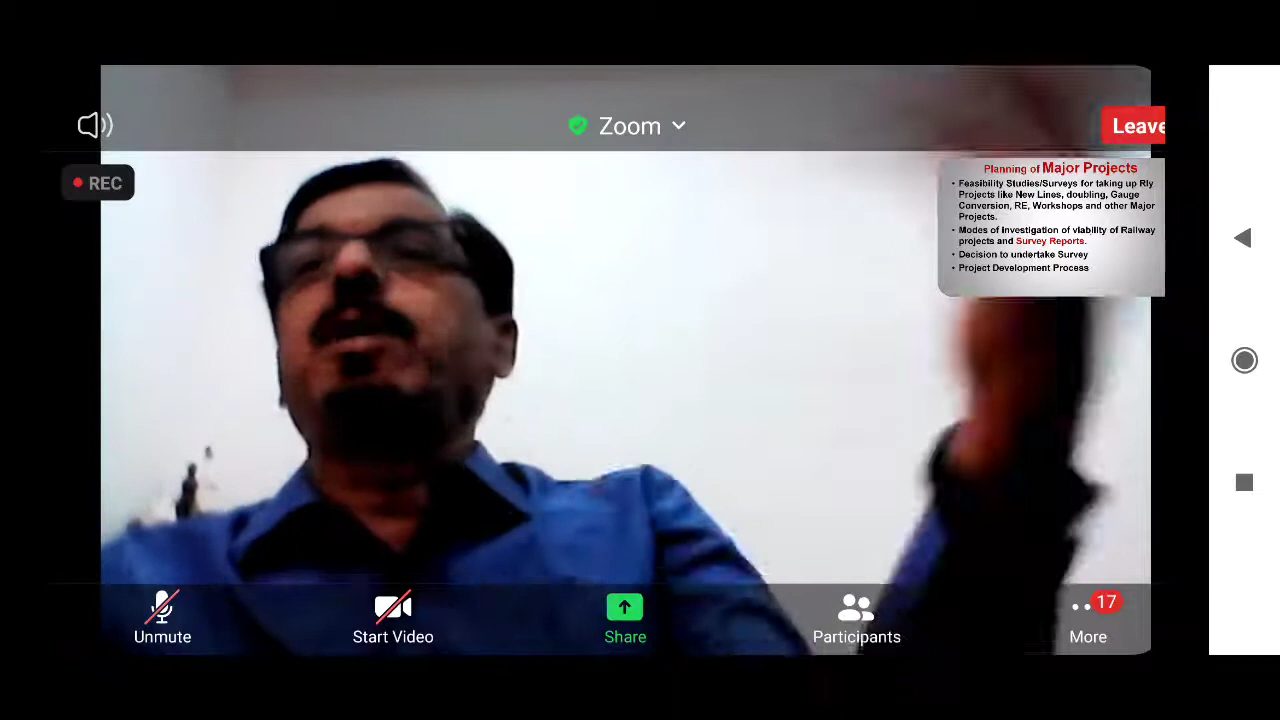 Zoom
Leave
REC
Planning of Major Projects
• Feasibility Studies/Surveys for taking up Rly
Projects like New Lines, doubling, Gauge
Conversion, RE, Workshops and other Major
Projects.
• Modes of investigation of viability of Railway
projects and Survey Reports.
• Decision to undertake Survey
• Project Development Process
Unmute
Start Video
Share
Participants
17
More